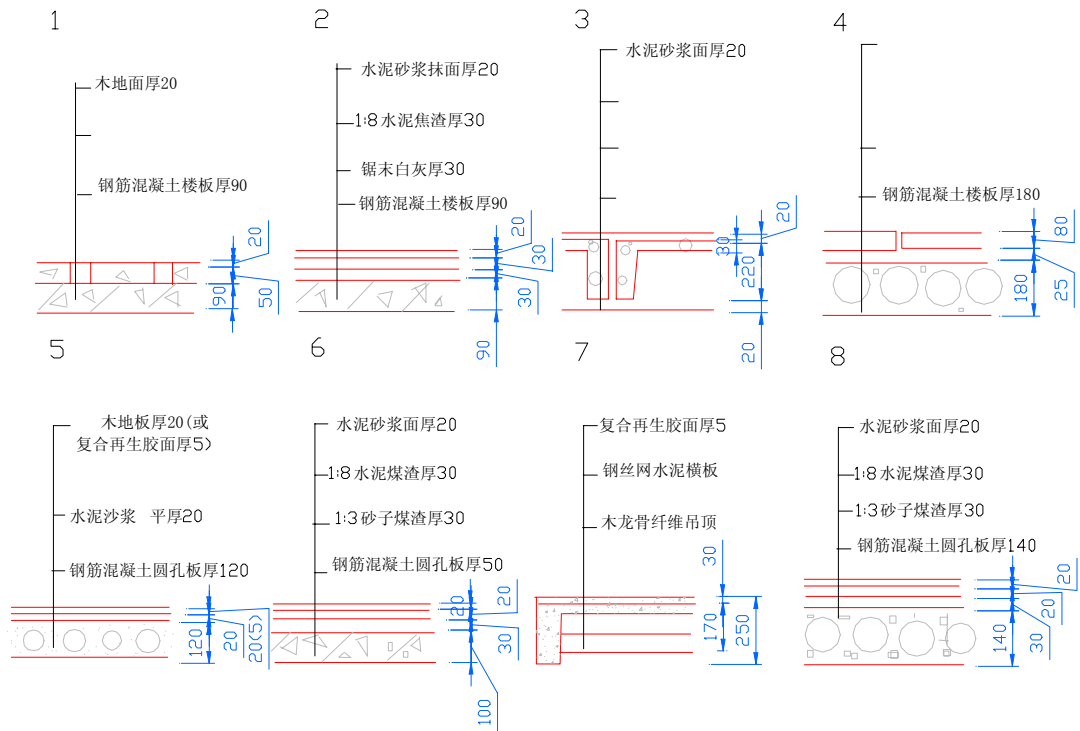 1
木地面厚20
钢筋混凝土楼板厚90
20
90
50
2
水泥砂浆抹面厚20
1:8水泥焦渣厚30
锯末白灰厚30
钢筋混凝土楼板厚90
20
30
30
90
3
水泥砂浆面厚20
20
30
220
20
4
钢筋混凝土楼板厚180
80
180
25
5
木地板厚20(或
复合再生胶面厚5)
水泥沙浆 平厚20
钢筋混凝土圆孔板厚120
120
20
20(5)
6
水泥砂浆面厚20
1:8水泥煤渣厚30
1:3砂子煤渣厚30
钢筋混凝土圆孔板厚50
20
20
30
100
7
复合再生胶面厚5
钢丝网水泥横板
木龙骨纤维吊顶
30
170
250
8
水泥砂浆面厚20
1:8水泥煤渣厚30
1:3砂子煤渣厚30
钢筋混凝土圆孔板厚140
20
20
140
30